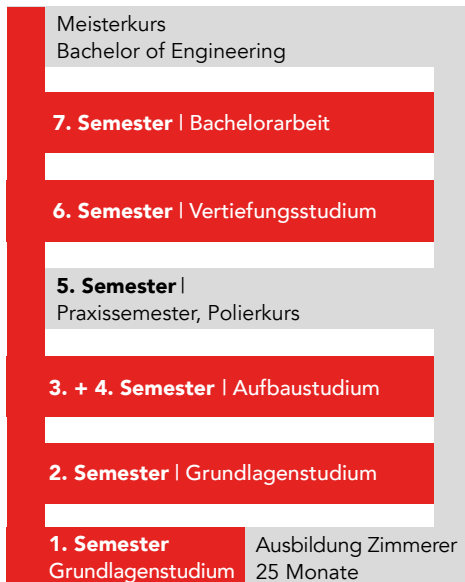 Meisterkurs
Bachelor of Engineering
7. Semester | Bachelorarbeit
6. Semester | Vertiefungsstudium
5. Semester |
Praxissemester, Polierkurs
3. + 4. Semester | Aufbaustudium
2. Semester | Grundlagenstudium
1. Semester
Grundlagenstudium
Ausbildung Zimmerer
25 Monate